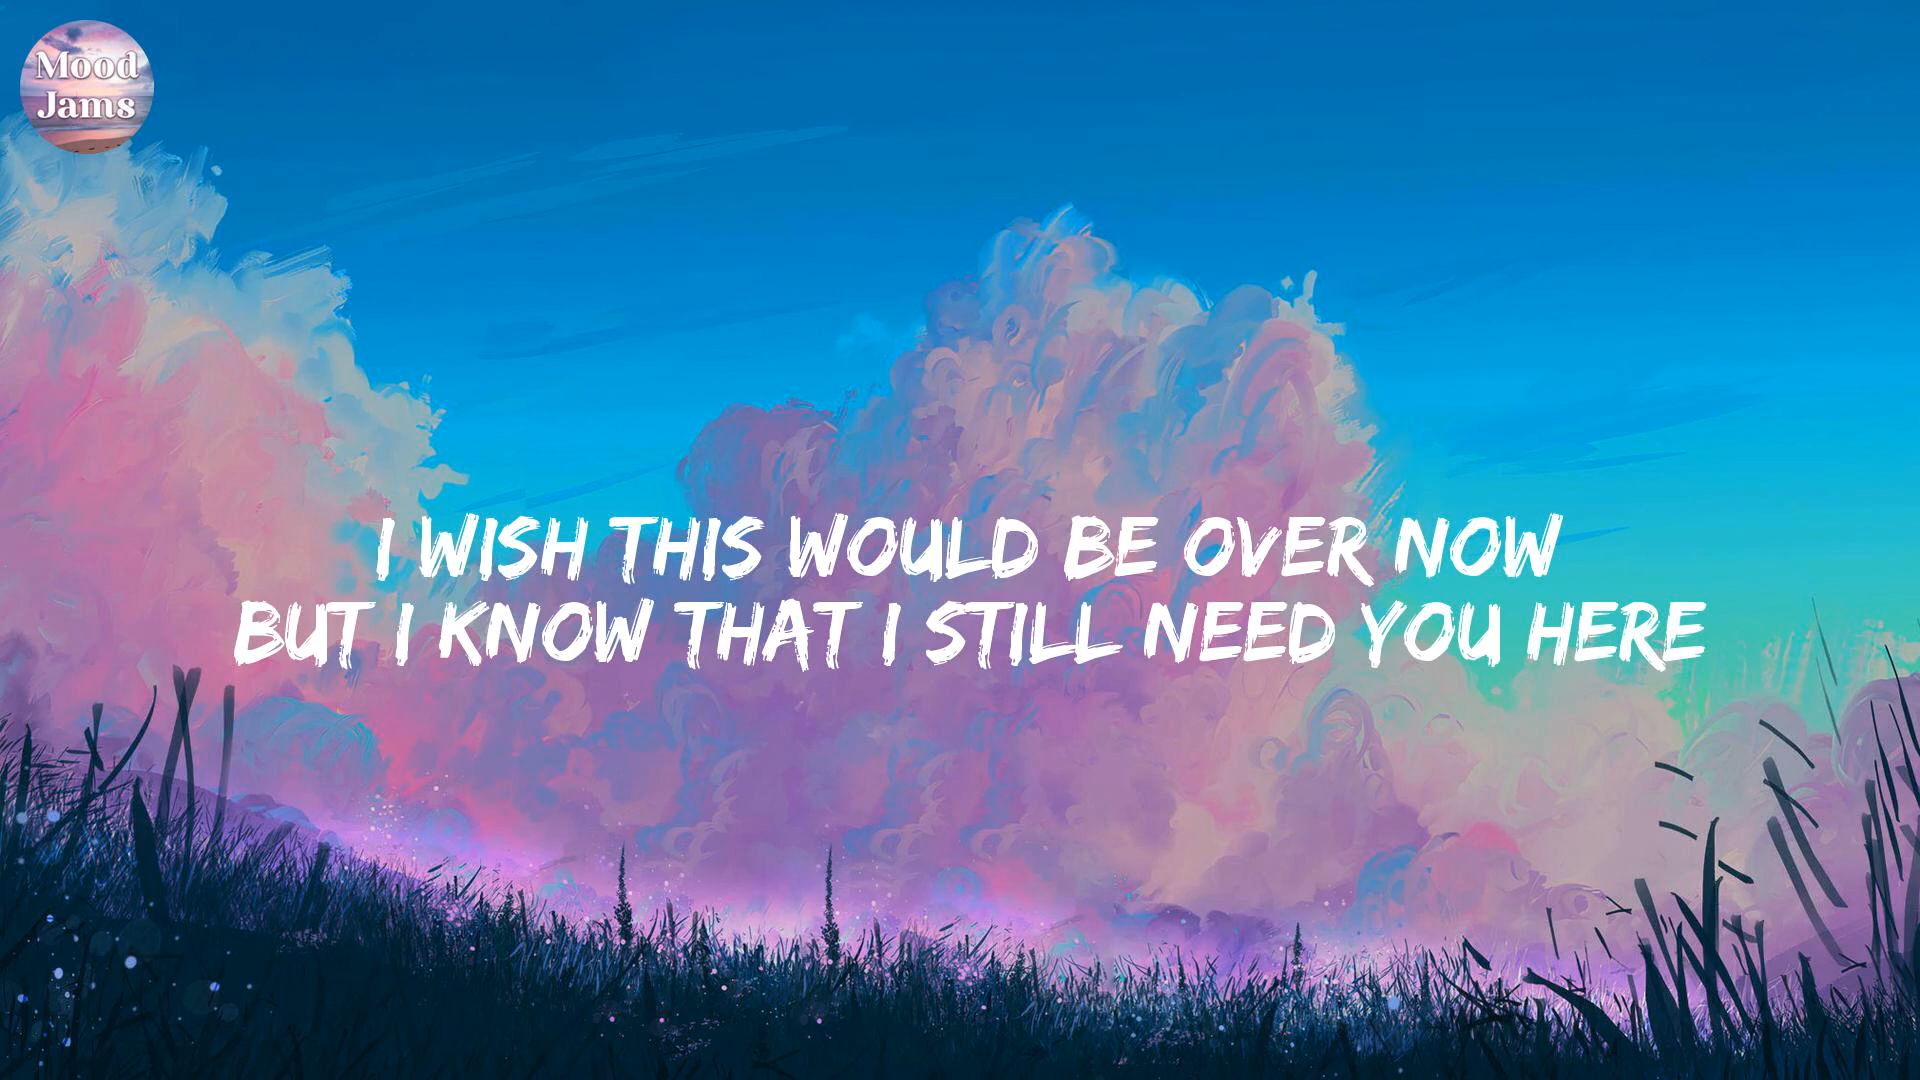 Mood
Jams
I WISH THIS WOULD BE OVER NOW
BUT I KNOW THAT I STILL NEED YOU HERE